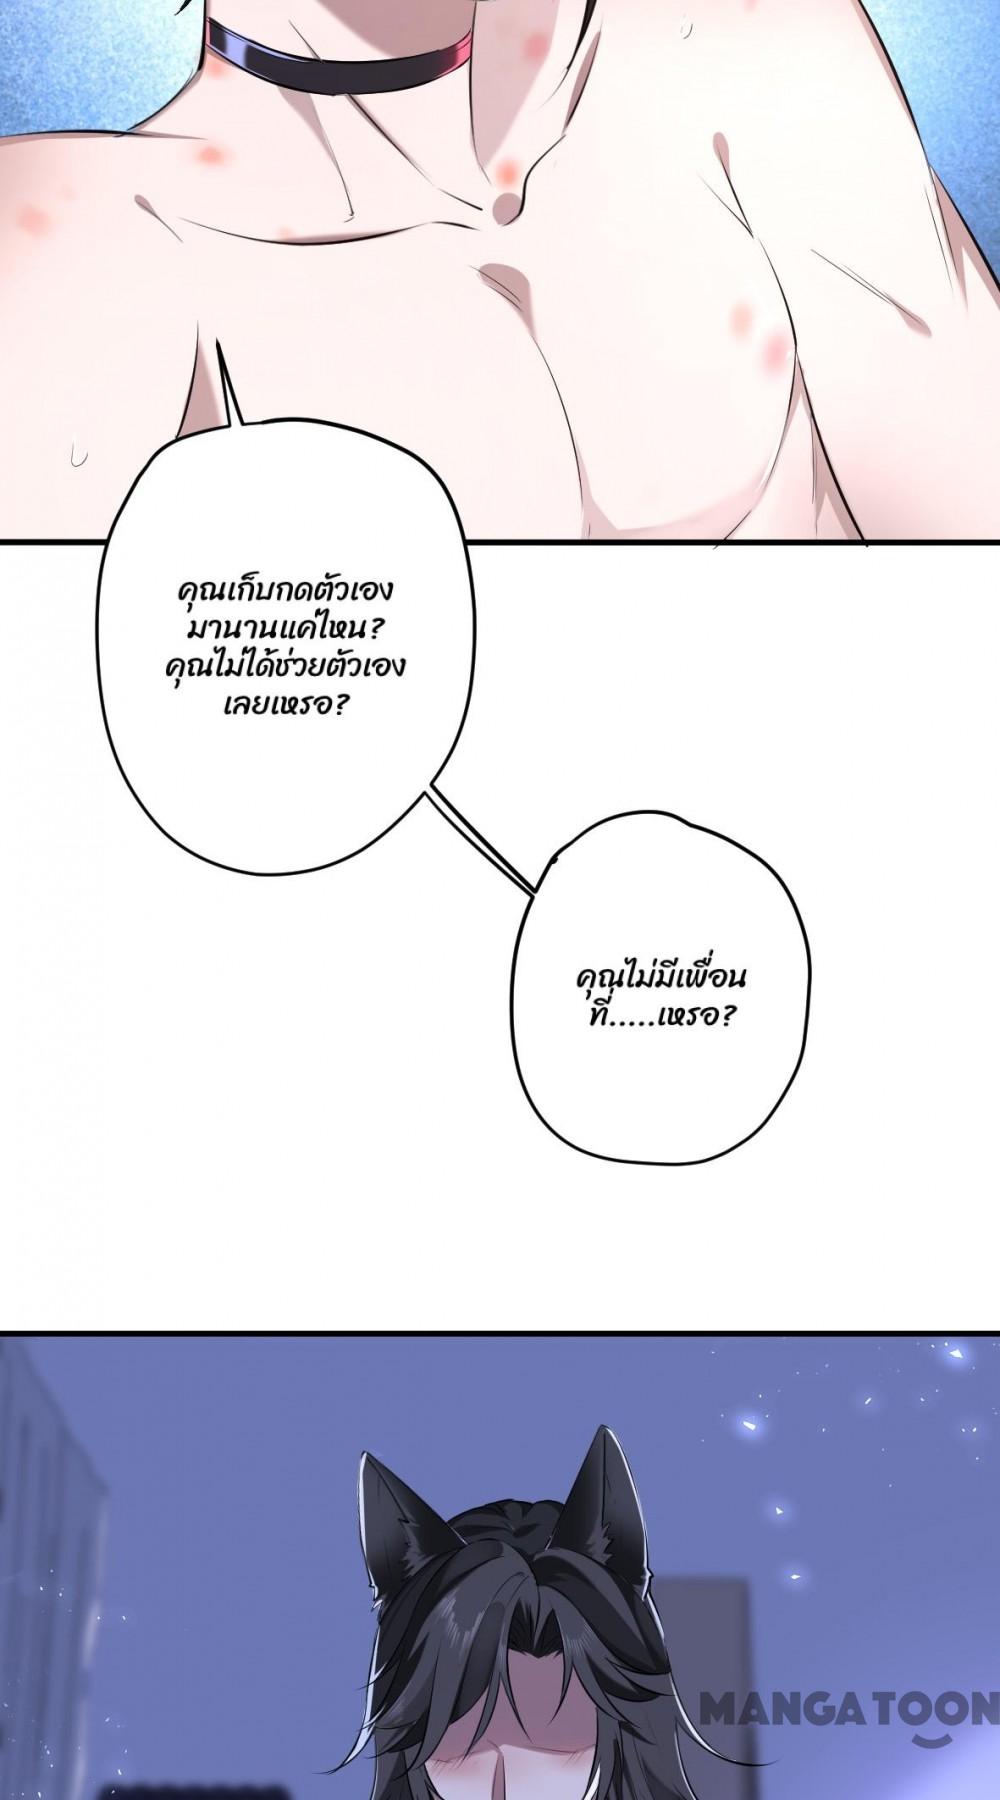 คุณเก็บกดตัวเอง
มานานแค่ไหน?
คุณไม่ได้ช่วยตัวเอง
เลยเหรอ?
คุณไม่มีเพื่อน
ที่.....เหรอ?
MANGATOON